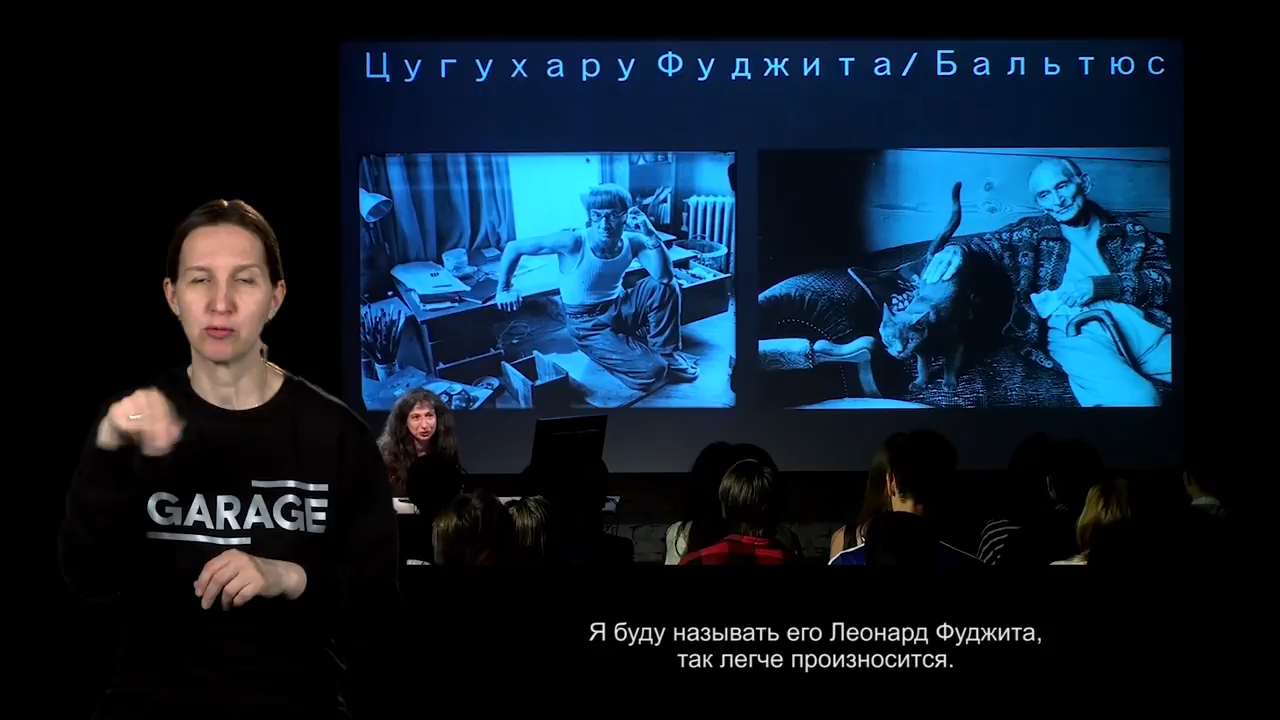 Цугухару Фуджита/Бальтюс
GARAGE
Я буду называть его Леонард Фуджита,
так легче произносится.